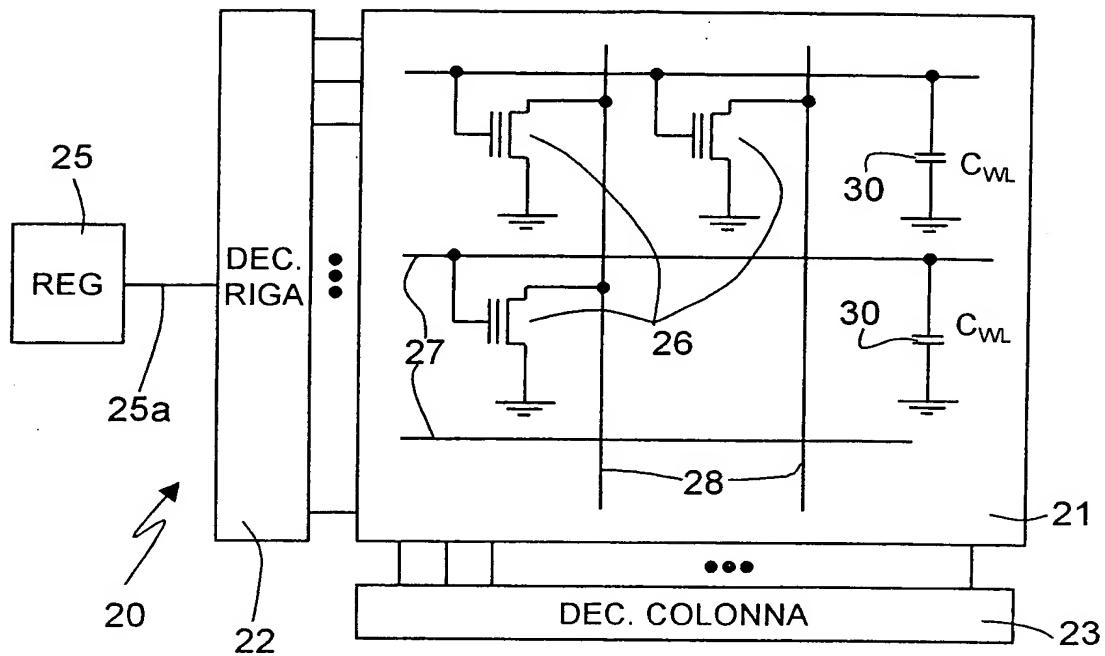 25
REG
25a
DEC.
RIGA
20
22
27
26
28
30
C_WL
30
C_WL
21
DEC. COLONNA
23